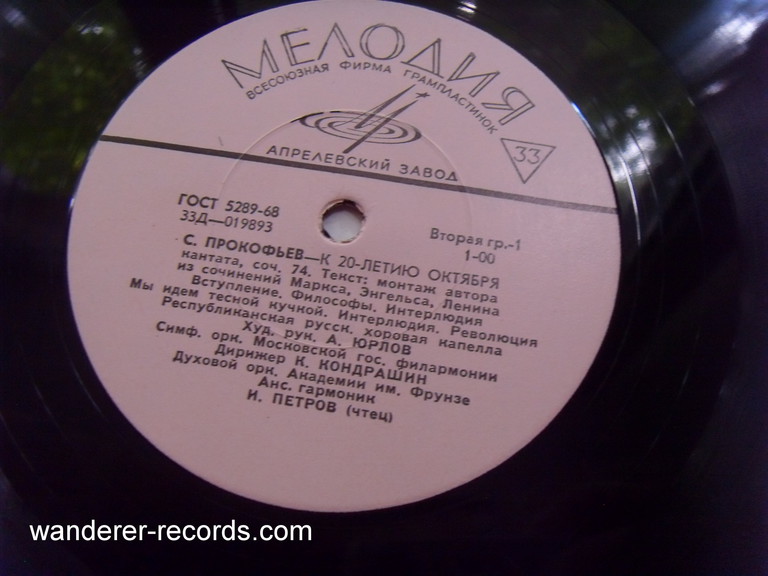 МЕЛОДИЯ
ВСЕСОЮЗНАЯ ФИРМА ГРАМПЛАСТИНОК
33
АПРЕЛЕВСКИЙ ЗАВОД
ГОСТ 5289-68
33Д—019893
Вторая гр.-1
1-00
С. ПРОКОФЬЕВ—К 20-ЛЕТИЮ ОКТЯБРЯ
кантата, соч. 74. Текст: монтаж автора
из сочинений Маркса, Энгельса, Ленина
Вступление. Философы. Интерлюдия
Мы идем тесной кучкой. Интерлюдия. Революция
Республиканская русск. хоровая капелла
Худ. рук. А. ЮРЛОВ
Симф. орк. Московской гос. филармонии
Дирижер К. КОНДРАШИН
Духовой орк. Академии им. Фрунзе
Анс. гармоник
И. ПЕТРОВ (чтец)
wanderer-records.com